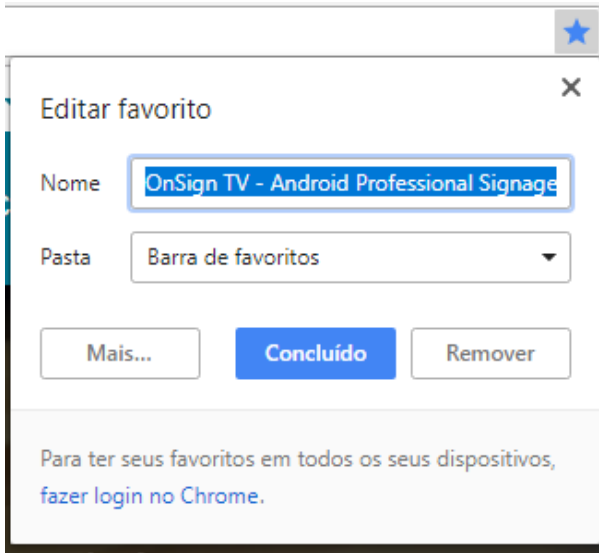 Editar favorito
Nome OnSign TV - Android Professional Signage
Pasta Barra de favoritos
Mais... Concluído Remover
Para ter seus favoritos em todos os seus dispositivos,
fazer login no Chrome.